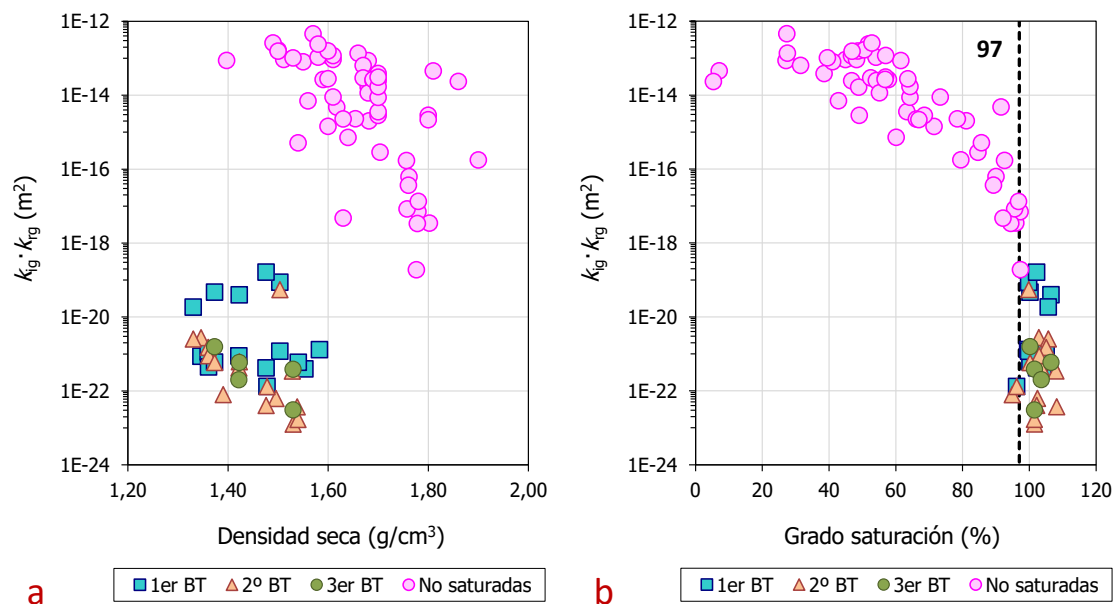 1E-12
1E-14
1E-16
1E-18
1E-20
1E-22
1E-24
kig·krg (m²)
1,20 1,40 1,60 1,80 2,00
Densidad seca (g/cm³)
1er BT 2º BT 3er BT No saturadas
a
1E-12
1E-14
1E-16
1E-18
1E-20
1E-22
1E-24
kig·krg (m²)
97
0 20 40 60 80 100 120
Grado saturación (%)
1er BT 2º BT 3er BT No saturadas
b